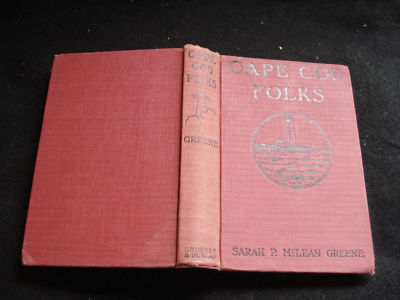 CAPE
COD
FOLKS
GREENE
GROSSET
& DUNLAP
CAPE COD
FOLKS
SARAH P. McLEAN GREENE